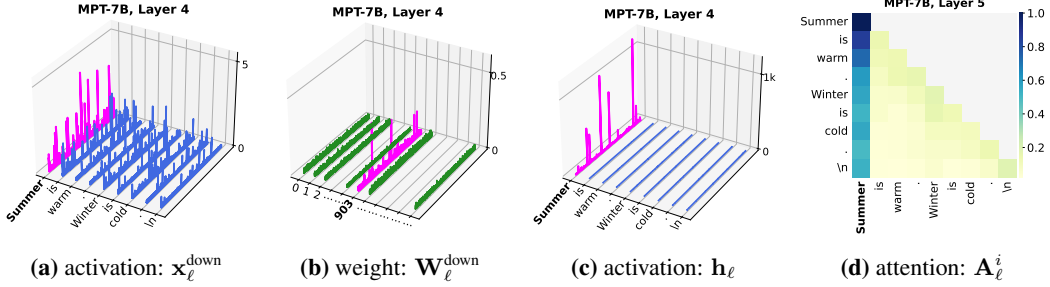 MPT-7B, Layer 4
5
0
Summer
is
warm
.
Winter
is
cold
.
\n
(a) activation: x_ℓ^down
MPT-7B, Layer 4
0.5
0
0 1 2 ........ 903 ................
(b) weight: W_ℓ^down
MPT-7B, Layer 4
1k
0
Summer
is
warm
.
Winter
is
cold
.
\n
(c) activation: h_ℓ
MPT-7B, Layer 5
Summer
is
warm
.
Winter
is
cold
.
\n
Summer
is
warm
.
Winter
is
cold
.
\n
1.0
0.8
0.6
0.4
0.2
(d) attention: A_ℓ^i